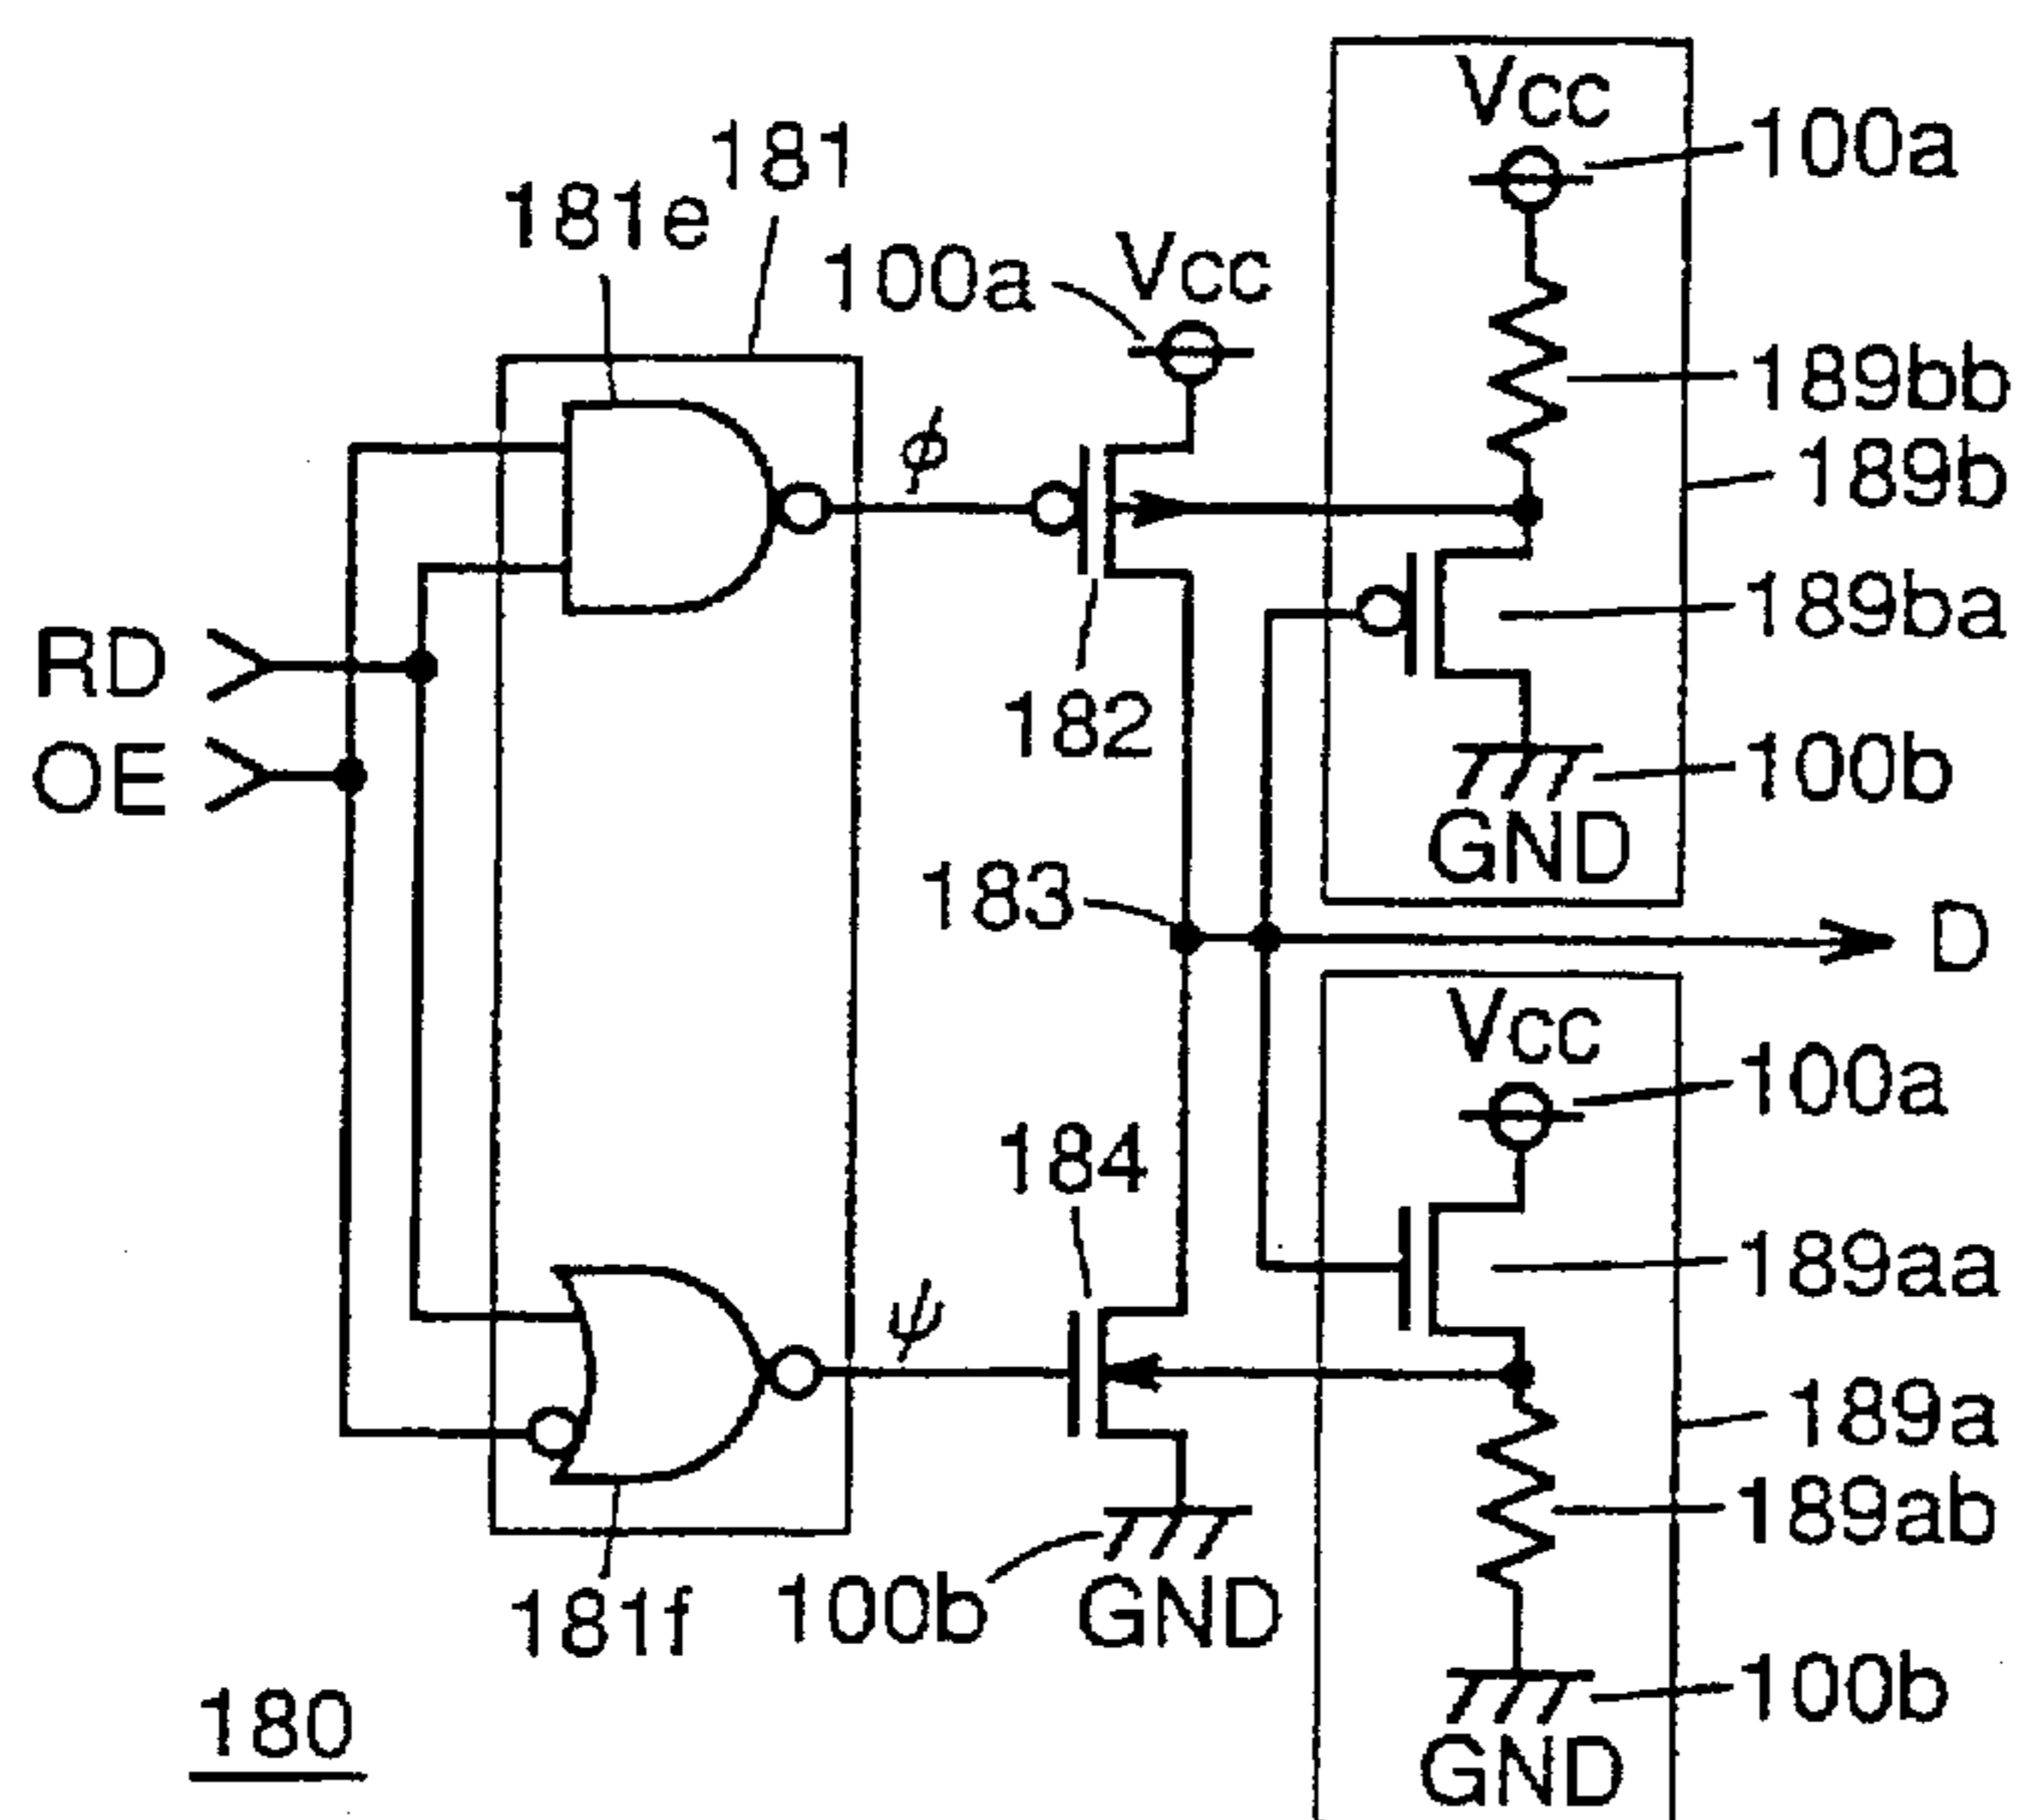 Vcc
100a
181
181e
100a
Vcc
189bb
φ
189b
189ba
RD
182
OE
100b
GND
183
D
Vcc
100a
184
189aa
ψ
189a
189ab
181f
100b
GND
100b
180
GND